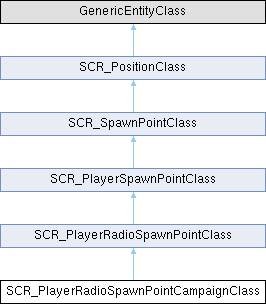 GenericEntityClass
SCR_PositionClass
SCR_SpawnPointClass
SCR_PlayerSpawnPointClass
SCR_PlayerRadioSpawnPointClass
SCR_PlayerRadioSpawnPointCampaignClass